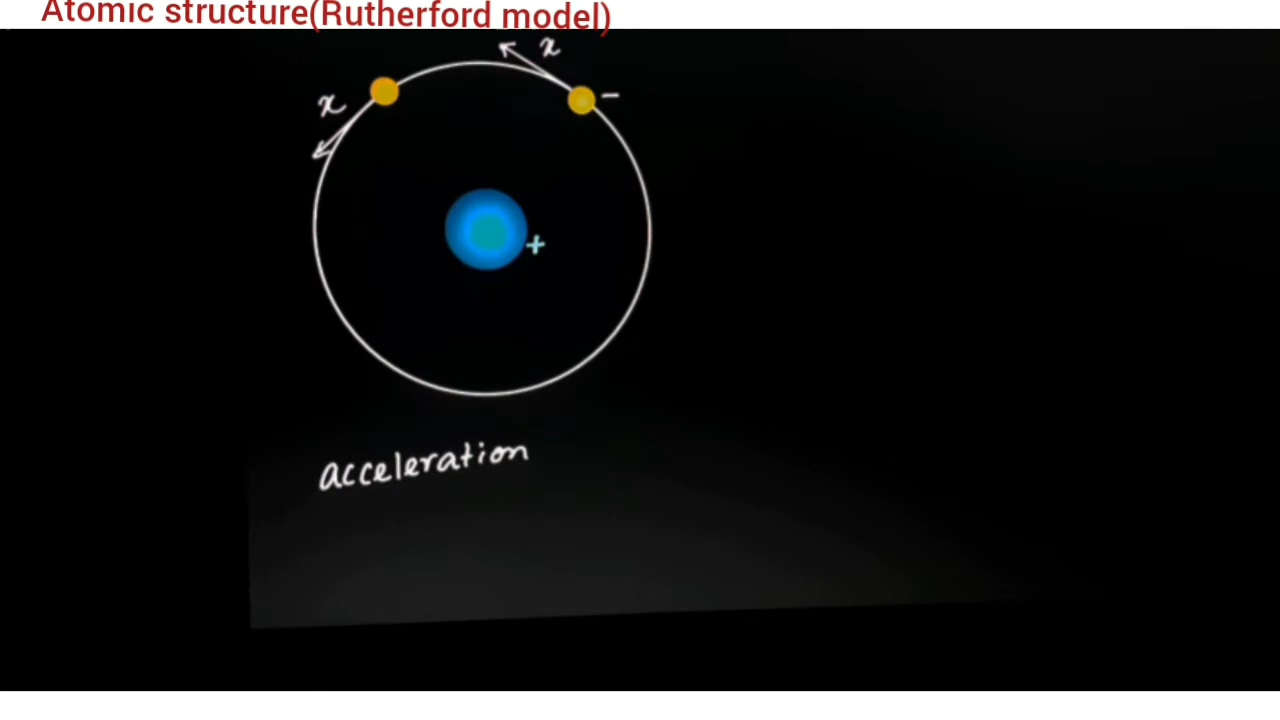 Atomic structure(Rutherford model)
x
x
-
+
acceleration